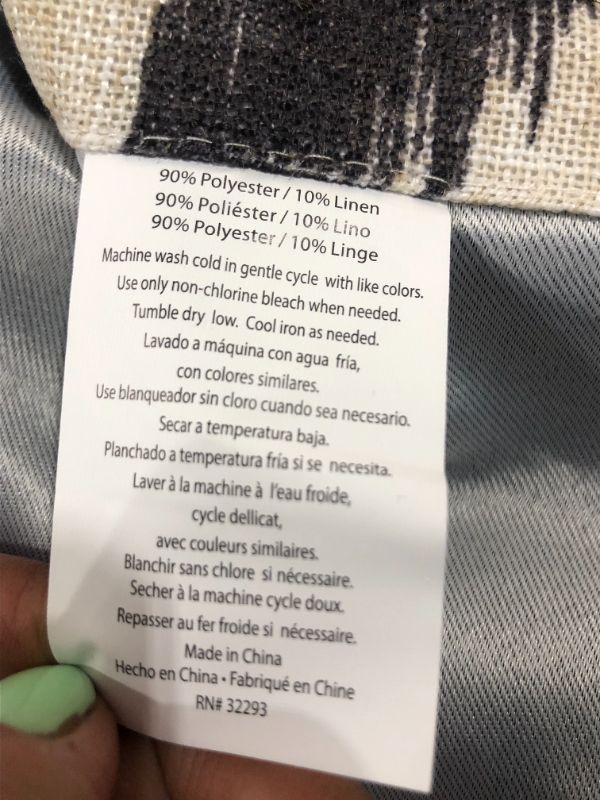 90% Polyester / 10% Linen
90% Poliéster / 10% Lino
90% Polyester / 10% Linge
Machine wash cold in gentle cycle with like colors.
Use only non-chlorine bleach when needed.
Tumble dry low. Cool iron as needed.
Lavado a máquina con agua fría,
con colores similares.
Use blanqueador sin cloro cuando sea necesario.
Secar a temperatura baja.
Planchado a temperatura fría si se necesita.
Laver à la machine à l'eau froide,
cycle dellicat,
avec couleurs similaires.
Blanchir sans chlore si nécessaire.
Secher à la machine cycle doux.
Repasser au fer froide si nécessaire.
Made in China
Hecho en China • Fabriqué en Chine
RN# 32293